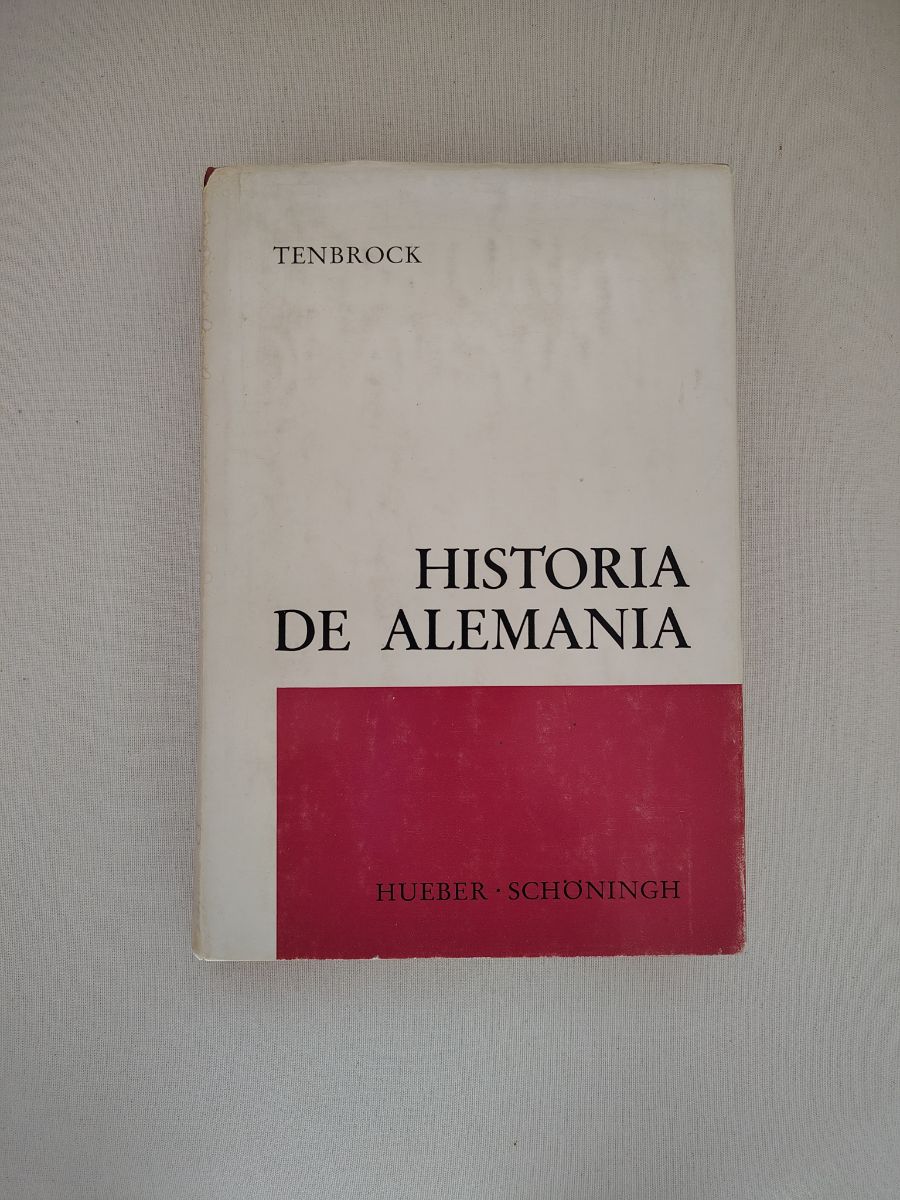 TENBROCK
HISTORIA
DE ALEMANIA
HUEBER · SCHÖNINGH